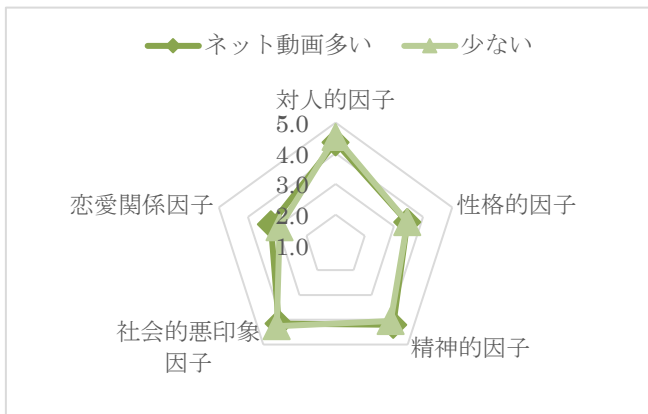 ネット動画多い 少ない
対人的因子
5.0
4.0
3.0
2.0
1.0
性格的因子
精神的因子
社会的悪印象
因子
恋愛関係因子